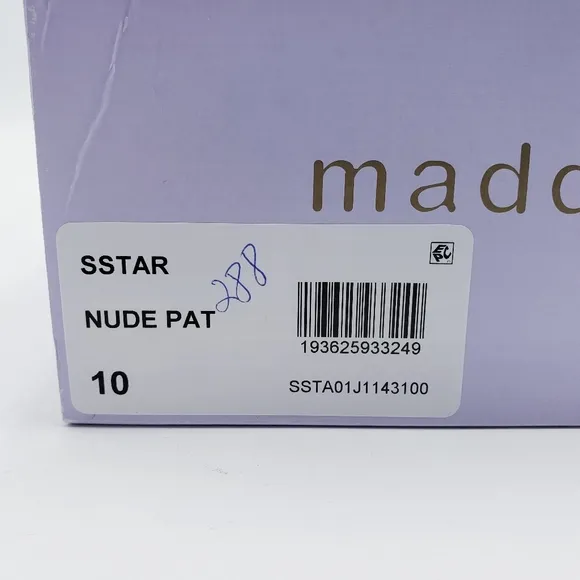 madd
SSTAR
288
NUDE PAT
193625933249
10
SSTA01J1143100